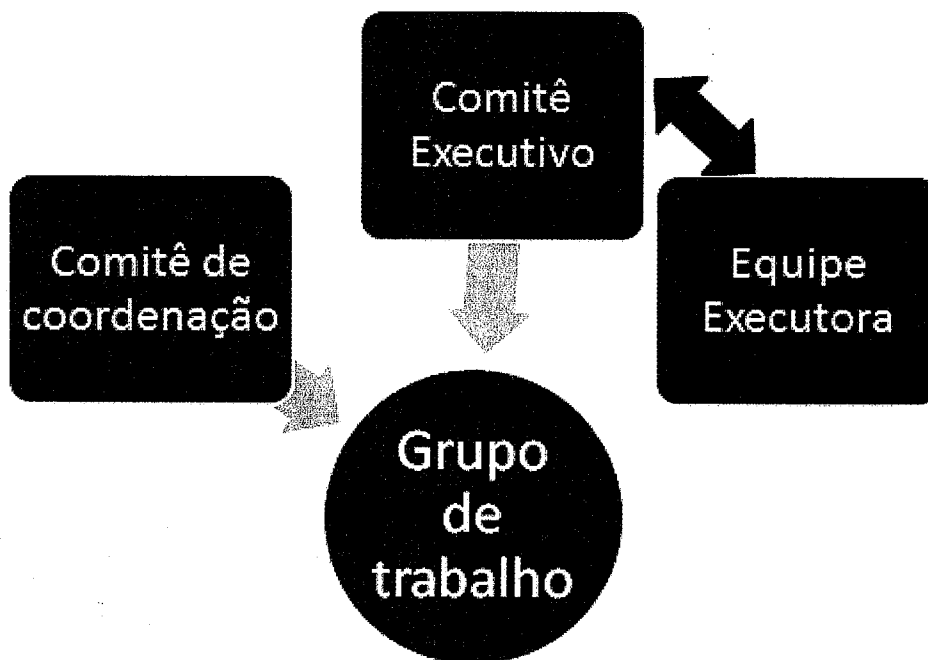 Comitê
Executivo
Comitê de
coordenação
Equipe
Executora
Grupo
de
trabalho